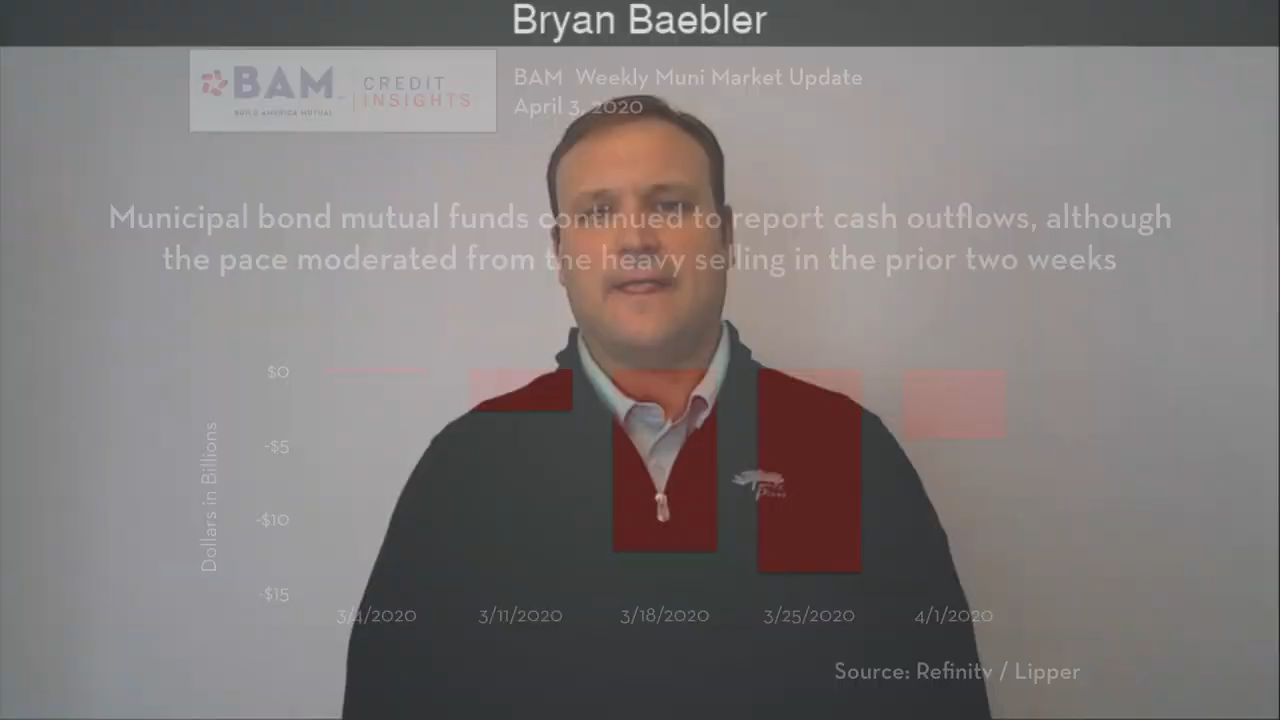 Bryan Baebler
BAM
CREDIT
INSIGHTS
BUILD AMERICA MUTUAL
BAM Weekly Muni Market Update
April 3, 2020
Municipal bond mutual funds continued to report cash outflows, although
the pace moderated from the heavy selling in the prior two weeks
$0
-$5
-$10
-$15
Dollars in Billions
3/4/2020
3/11/2020
3/18/2020
3/25/2020
4/1/2020
Source: Refinitv / Lipper